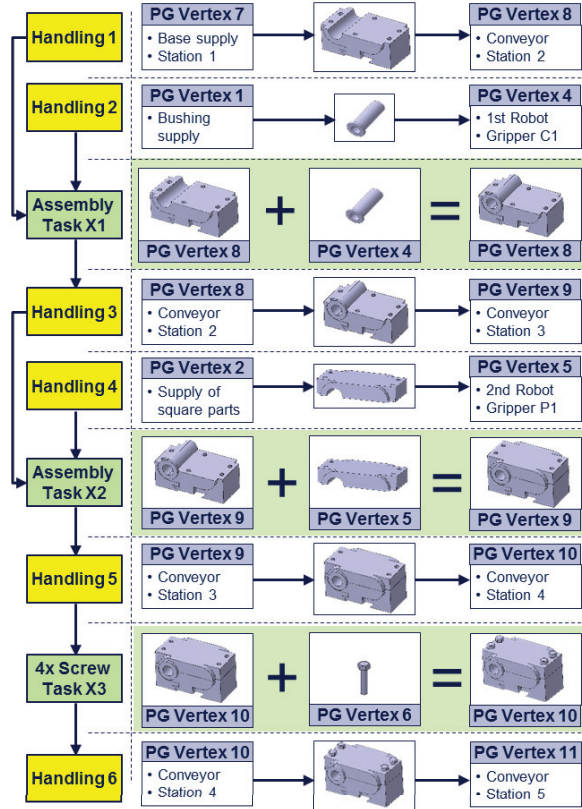 Handling 1
PG Vertex 7
• Base supply
• Station 1
PG Vertex 8
• Conveyor
• Station 2
Handling 2
PG Vertex 1
• Bushing
supply
PG Vertex 4
• 1st Robot
• Gripper C1
Assembly
Task X1
+
=
PG Vertex 8
PG Vertex 4
PG Vertex 8
Handling 3
PG Vertex 8
• Conveyor
• Station 2
PG Vertex 9
• Conveyor
• Station 3
Handling 4
PG Vertex 2
• Supply of
square parts
PG Vertex 5
• 2nd Robot
• Gripper P1
Assembly
Task X2
+
=
PG Vertex 9
PG Vertex 5
PG Vertex 9
Handling 5
PG Vertex 9
• Conveyor
• Station 3
PG Vertex 10
• Conveyor
• Station 4
4x Screw
Task X3
+
=
PG Vertex 10
PG Vertex 6
PG Vertex 10
Handling 6
PG Vertex 10
• Conveyor
• Station 4
PG Vertex 11
• Conveyor
• Station 5